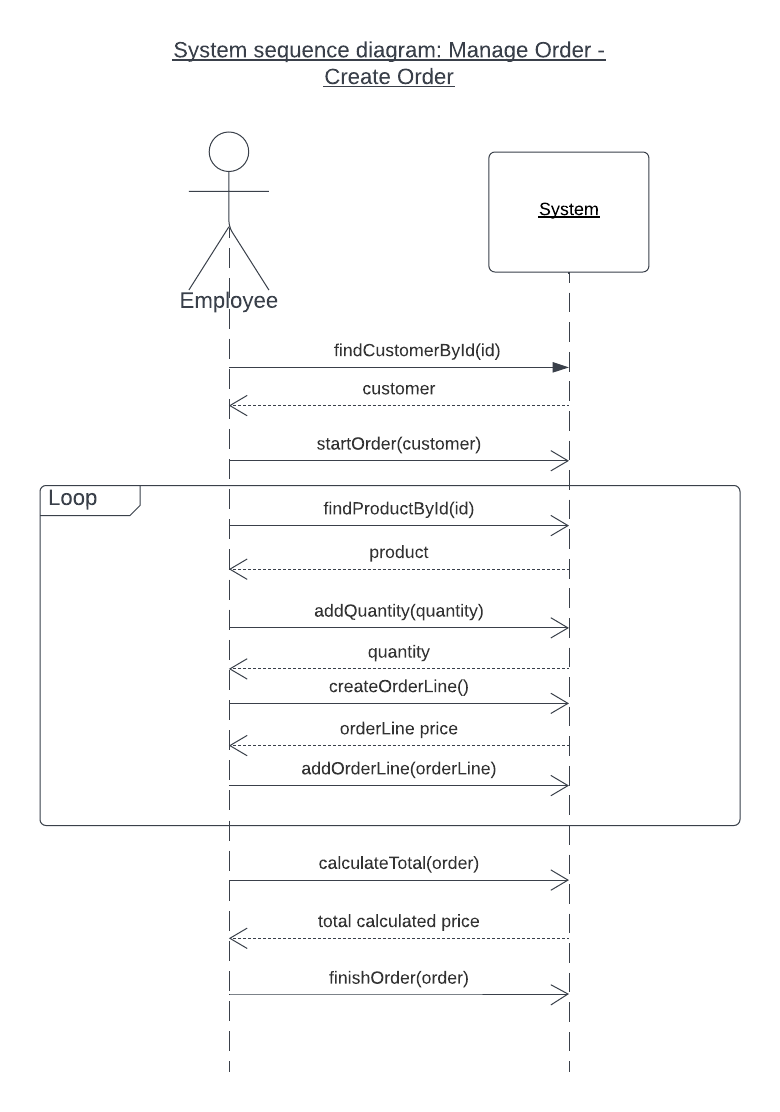 System sequence diagram: Manage Order -
Create Order
System
Employee
findCustomerById(id)
customer
startOrder(customer)
Loop
findProductById(id)
product
addQuantity(quantity)
quantity
createOrderLine()
orderLine price
addOrderLine(orderLine)
calculateTotal(order)
total calculated price
finishOrder(order)